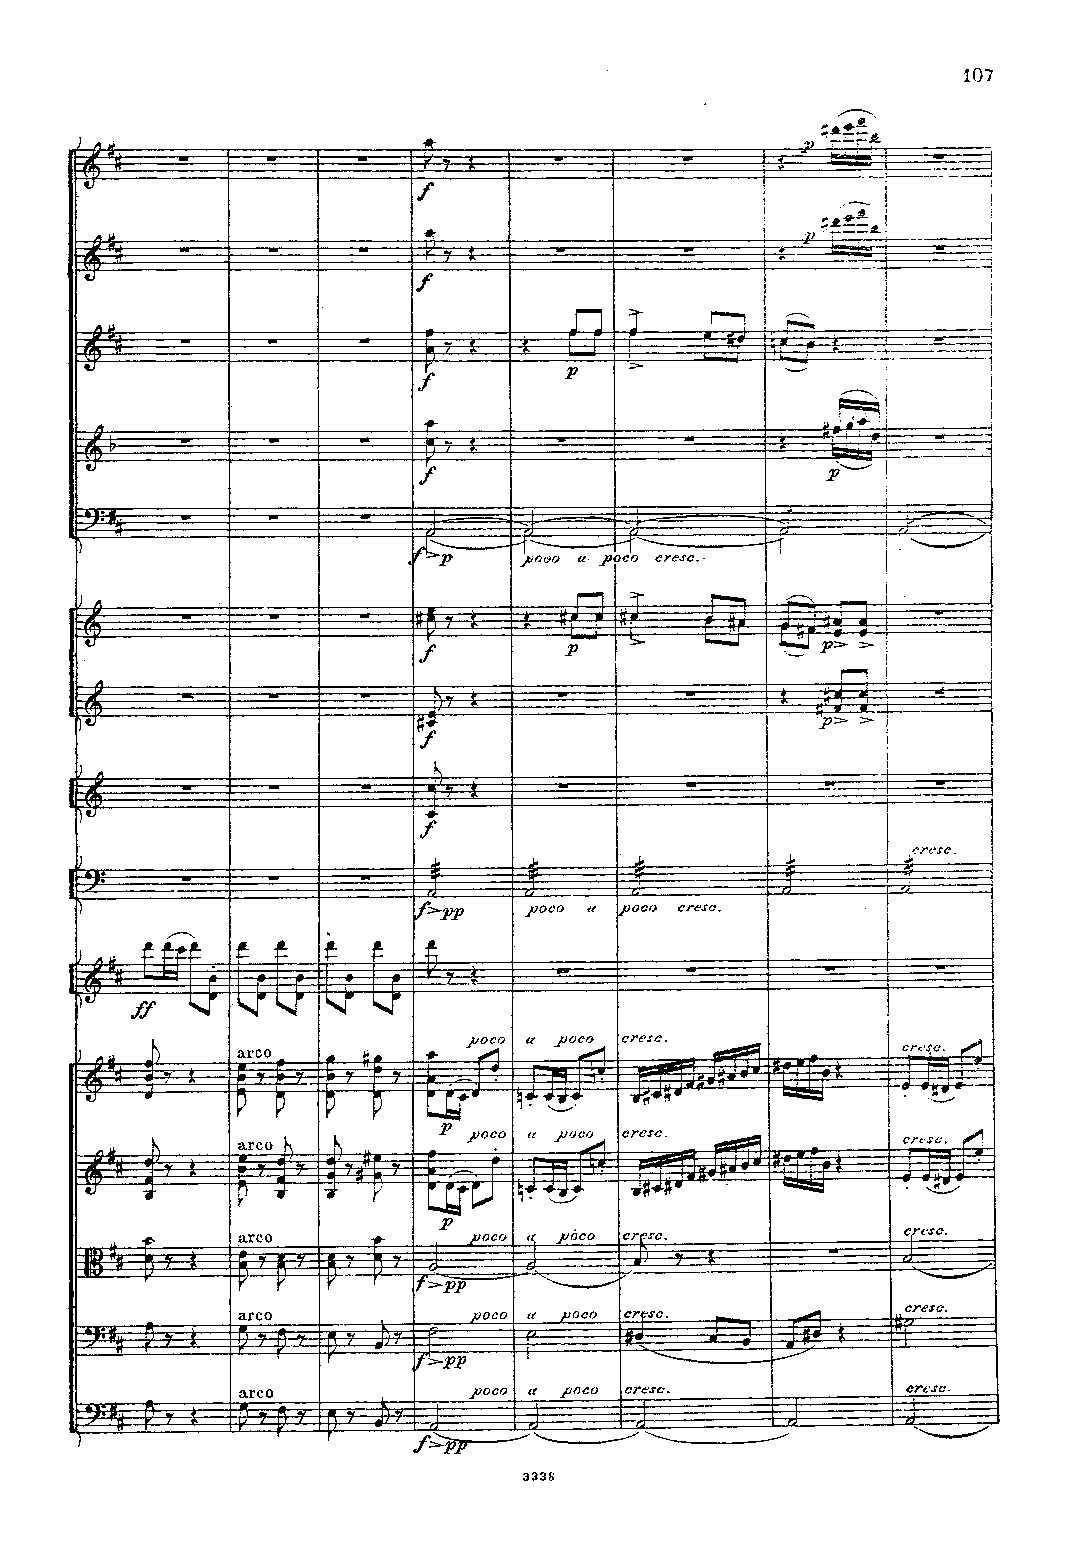 107
p
f
p
f
f p
f p
f>p poco a poco cresc.
f p p> >
f p> >
f
cresc.
f>pp poco a poco cresc.
ff
poco a poco cresc. cresc.
arco
p
poco a poco cresc. cresc.
arco
p
arco poco a poco cresc. cresc.
f>pp
arco poco a poco cresc. cresc.
f>pp
arco poco a poco cresc. cresc.
f>pp
3338